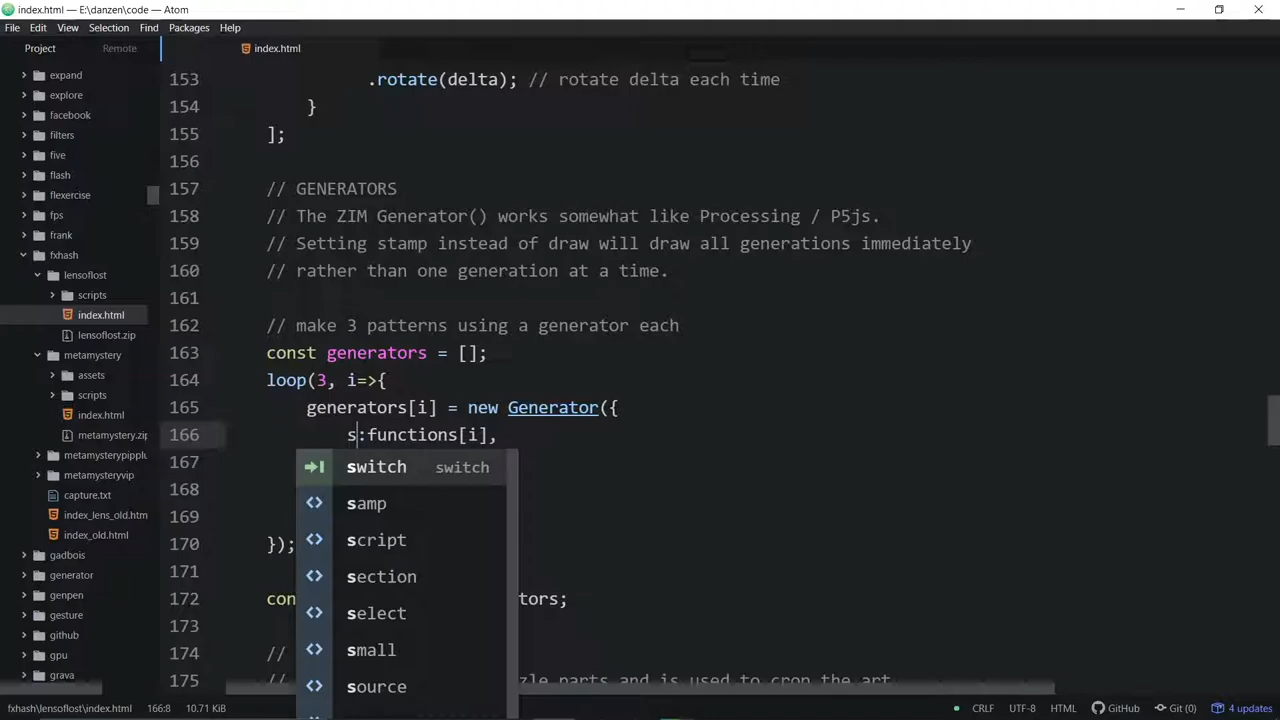 index.html — E:\danzen\code — Atom
File Edit View Selection Find Packages Help
Project Remote
index.html
expand
explore
facebook
filters
five
flash
flexercise
fps
frank
fxhash
lensoflost
scripts
index.html
lensoflost.zip
metamystery
assets
scripts
index.html
metamystery.zip
metamysterypipplu
metamysteryvip
capture.txt
index_lens_old.htm
index_old.html
gadbois
generator
genpen
gesture
github
gpu
grava
153 .rotate(delta); // rotate delta each time
154 }
155 ];
156
157 // GENERATORS
158 // The ZIM Generator() works somewhat like Processing / P5js.
159 // Setting stamp instead of draw will draw all generations immediately
160 // rather than one generation at a time.
161
162 // make 3 patterns using a generator each
163 const generators = [];
164 loop(3, i=>{
165 generators[i] = new Generator({
166 s:functions[i],
167
168
169
170 });
171
172 con tors;
173
174 //
175 // zzle parts and is used to crop the art
switch switch
samp
script
section
select
small
source
fxhash\lensoflost\index.html 166:8 10.71 KiB
CRLF UTF-8 HTML GitHub Git (0) 4 updates